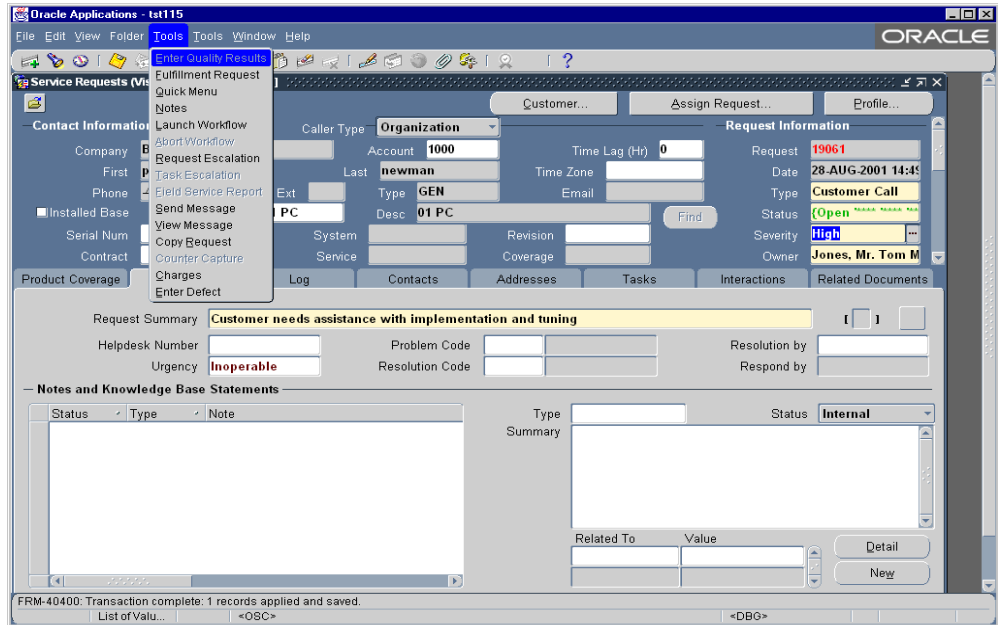 Oracle Applications - tst115
File Edit View Folder Tools Tools Window Help
ORACLE
Enter Quality Results
Fulfillment Request
Quick Menu
Notes
Launch Workflow
Abort Workflow
Request Escalation
Task Escalation
Field Service Report
Send Message
View Message
Copy Request
Counter Capture
Charges
Enter Defect
Service Requests (Vis
Customer... Assign Request... Profile...
Contact Informatio Caller Type Organization Request Information
Company B Account 1000 Time Lag (Hr) 0 Request 19061
First p Last newman Time Zone Date 28-AUG-2001 14:49
Phone Ext Type GEN Email Type Customer Call
Installed Base 1 PC Desc 01 PC Find Status {Open
Serial Num System Revision Severity High ...
Contract Service Coverage Owner Jones, Mr. Tom M
Product Coverage Log Contacts Addresses Tasks Interactions Related Documents
Request Summary Customer needs assistance with implementation and tuning [ ]
Helpdesk Number Problem Code Resolution by
Urgency Inoperable Resolution Code Respond by
Notes and Knowledge Base Statements
Status Type Note Type Status Internal
Summary
Related To Value
Detail
New
FRM-40400: Transaction complete: 1 records applied and saved.
List of Valu... <OSC> <DBG>